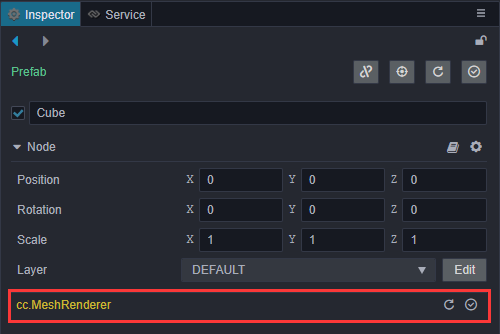 Inspector Service
Prefab
Cube
Node
Position X 0 Y 0 Z 0
Rotation X 0 Y 0 Z 0
Scale X 1 Y 1 Z 1
Layer DEFAULT Edit
cc.MeshRenderer